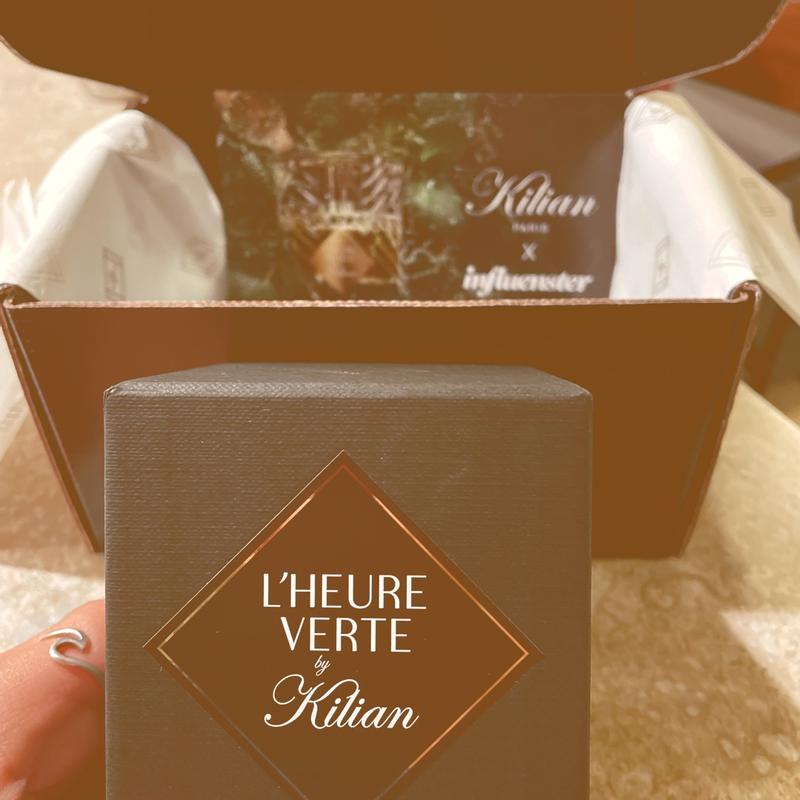 Kilian
PARIS
X
influenster
L'HEURE
VERTE
by
Kilian